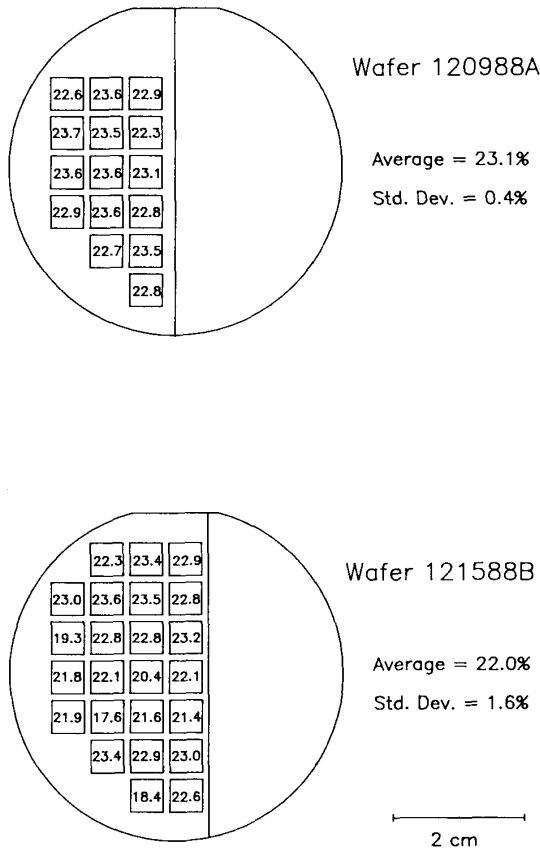 Wafer 120988A
22.6 23.6 22.9
23.7 23.5 22.3
Average = 23.1%
23.6 23.6 23.1
Std. Dev. = 0.4%
22.9 23.6 22.8
22.7 23.5
22.8
22.3 23.4 22.9
Wafer 121588B
23.0 23.6 23.5 22.8
19.3 22.8 22.8 23.2
Average = 22.0%
21.8 22.1 20.4 22.1
Std. Dev. = 1.6%
21.9 17.6 21.6 21.4
23.4 22.9 23.0
18.4 22.6
2 cm